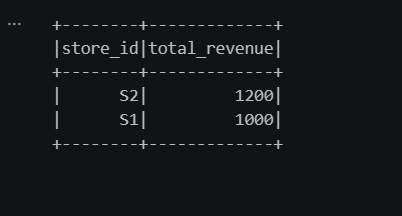 ...
+--------+-------------+
|store_id|total_revenue|
+--------+-------------+
|      S2|         1200|
|      S1|         1000|
+--------+-------------+